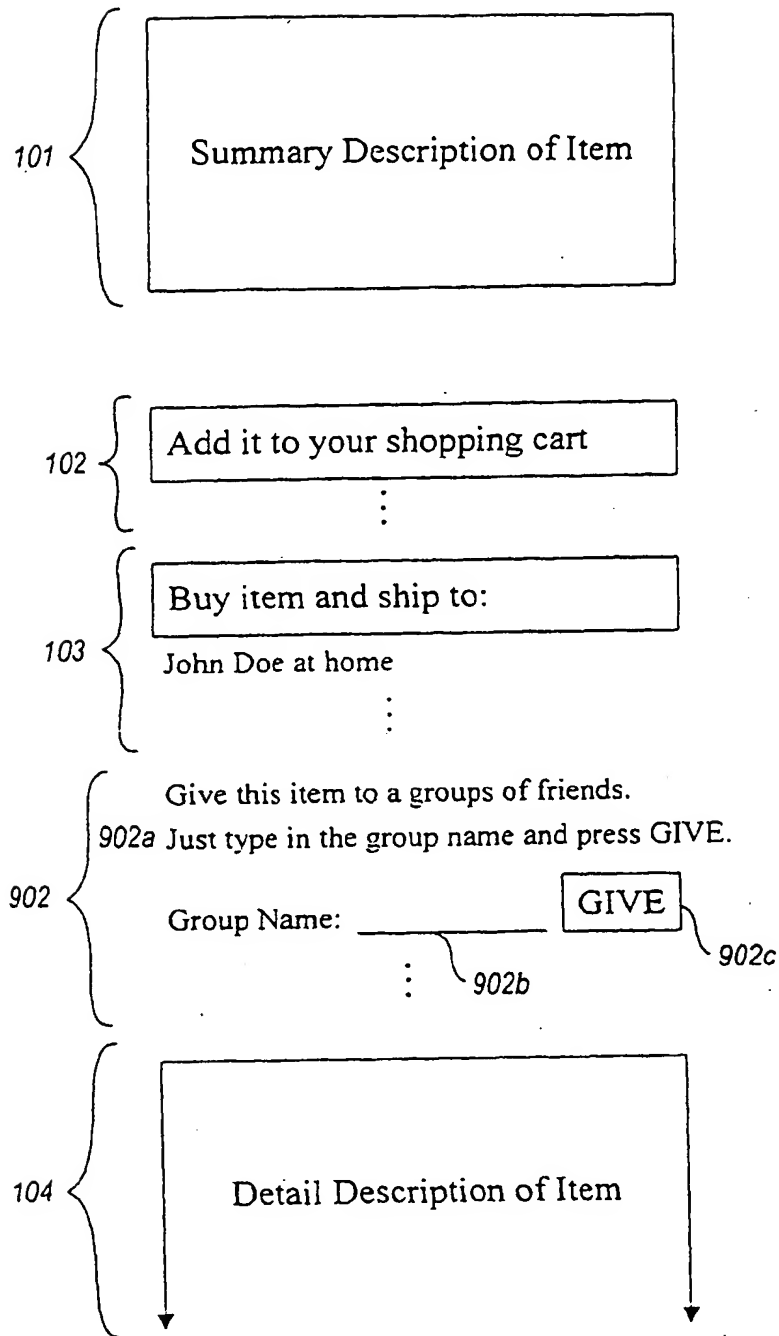 101
Summary Description of Item
102
Add it to your shopping cart
103
Buy item and ship to:
John Doe at home
902
Give this item to a groups of friends.
902a Just type in the group name and press GIVE.
Group Name: GIVE
902b
902c
104
Detail Description of Item